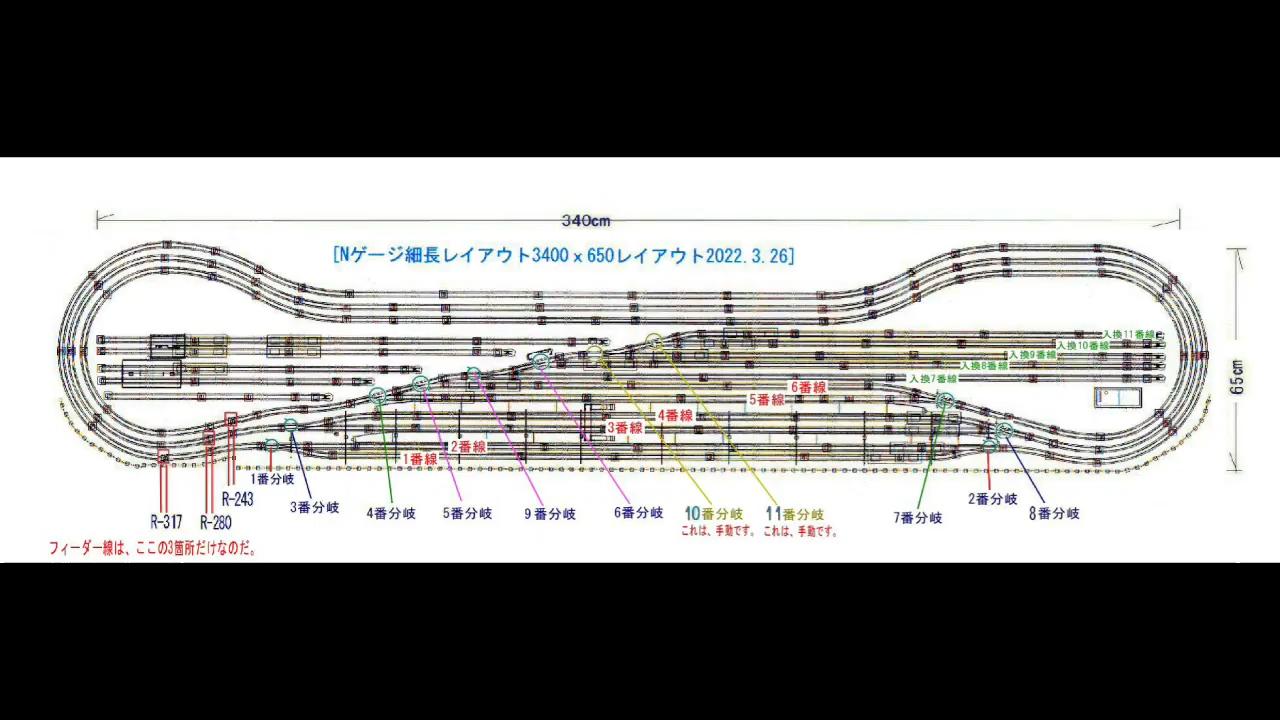 340cm
[Nゲージ細長レイアウト3400ｘ650レイアウト2022.3.26]
入換11番線
入換10番線
入換9番線
入換8番線
入換7番線
65cm
6番線
5番線
4番線
3番線
2番線
1番線
1番分岐
R-243
3番分岐
4番分岐
5番分岐
9番分岐
6番分岐
10番分岐
11番分岐
7番分岐
2番分岐
8番分岐
R-317
R-280
これは、手動です。
これは、手動です。
フィーダー線は、ここの3箇所だけなのだ。